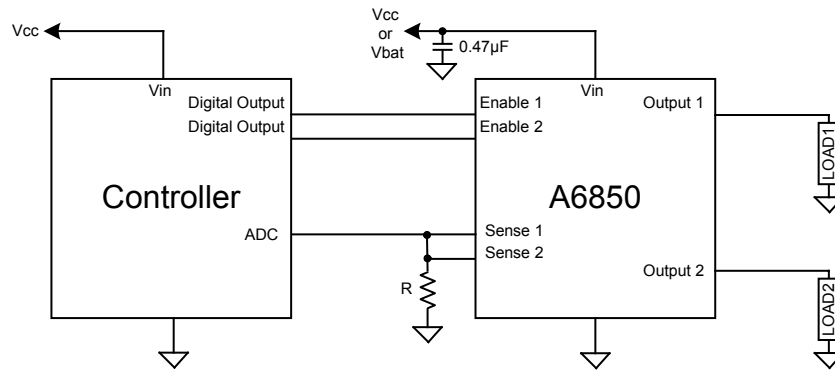 Vcc
Vcc
or
Vbat
0.47µF
Vin
Digital Output
Digital Output
Controller
ADC
R
Vin
Enable 1
Enable 2
Output 1
A6850
Sense 1
Sense 2
Output 2
LOAD1
LOAD2